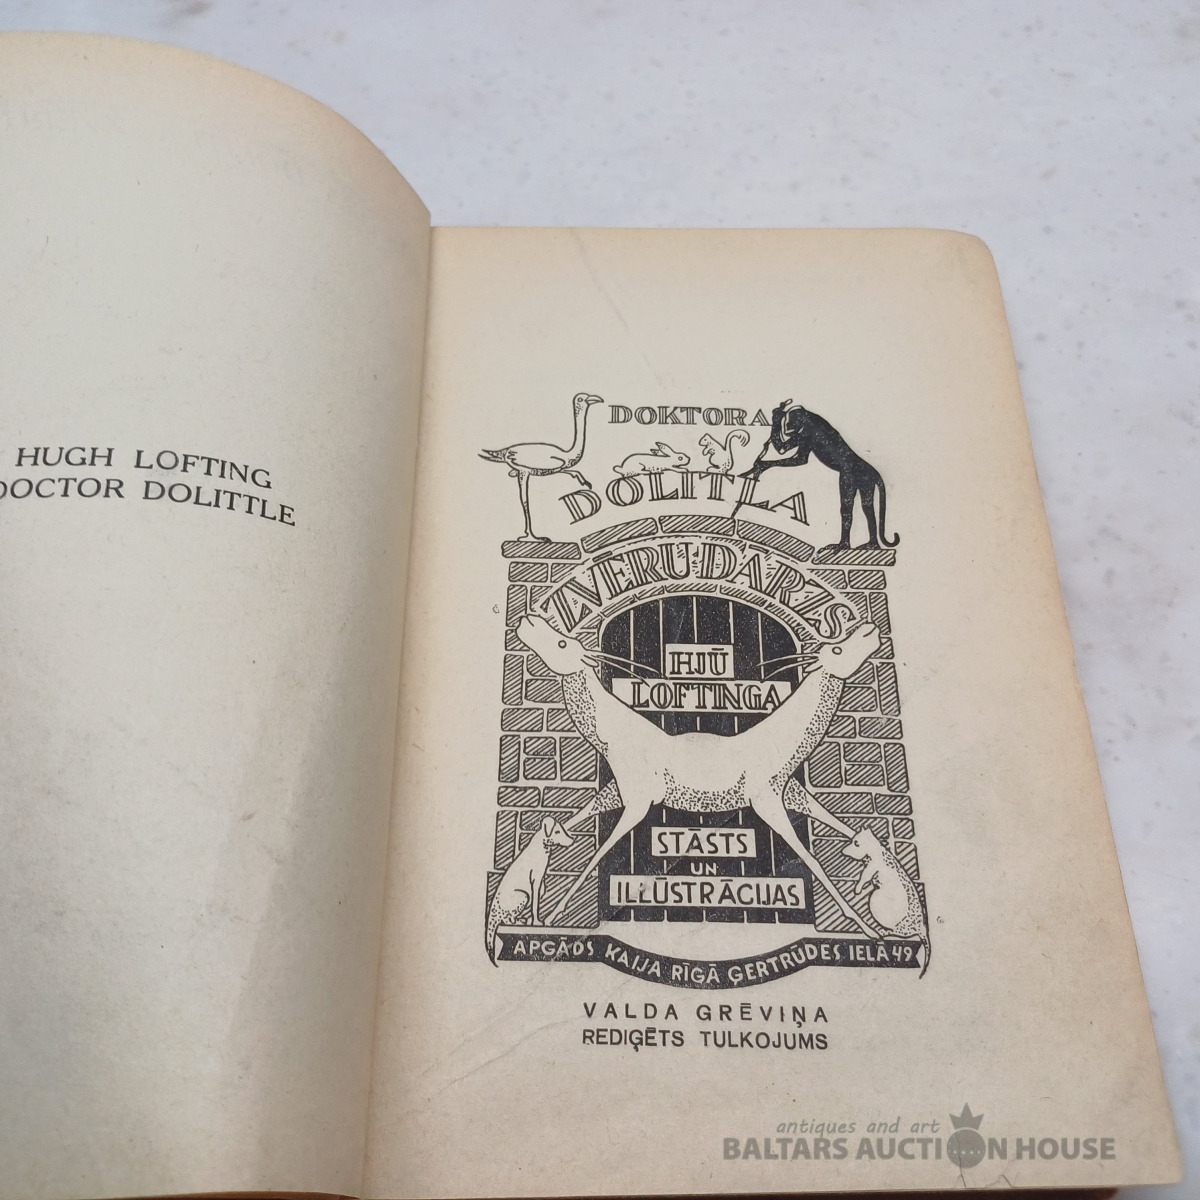 HUGH LOFTING
DOCTOR DOLITTLE
DOKTORA
DOLITLA
ZVĒRUDĀRZS
HJŪ
LOFTINGA
STĀSTS
UN
ILLŪSTRĀCIJAS
APGĀDS KAIJA RĪGĀ ĢERTRŪDES IELĀ 49
VALDA GRĒVIŅA
REDIĢĒTS TULKOJUMS
antiques and art
BALTARS AUCTION HOUSE